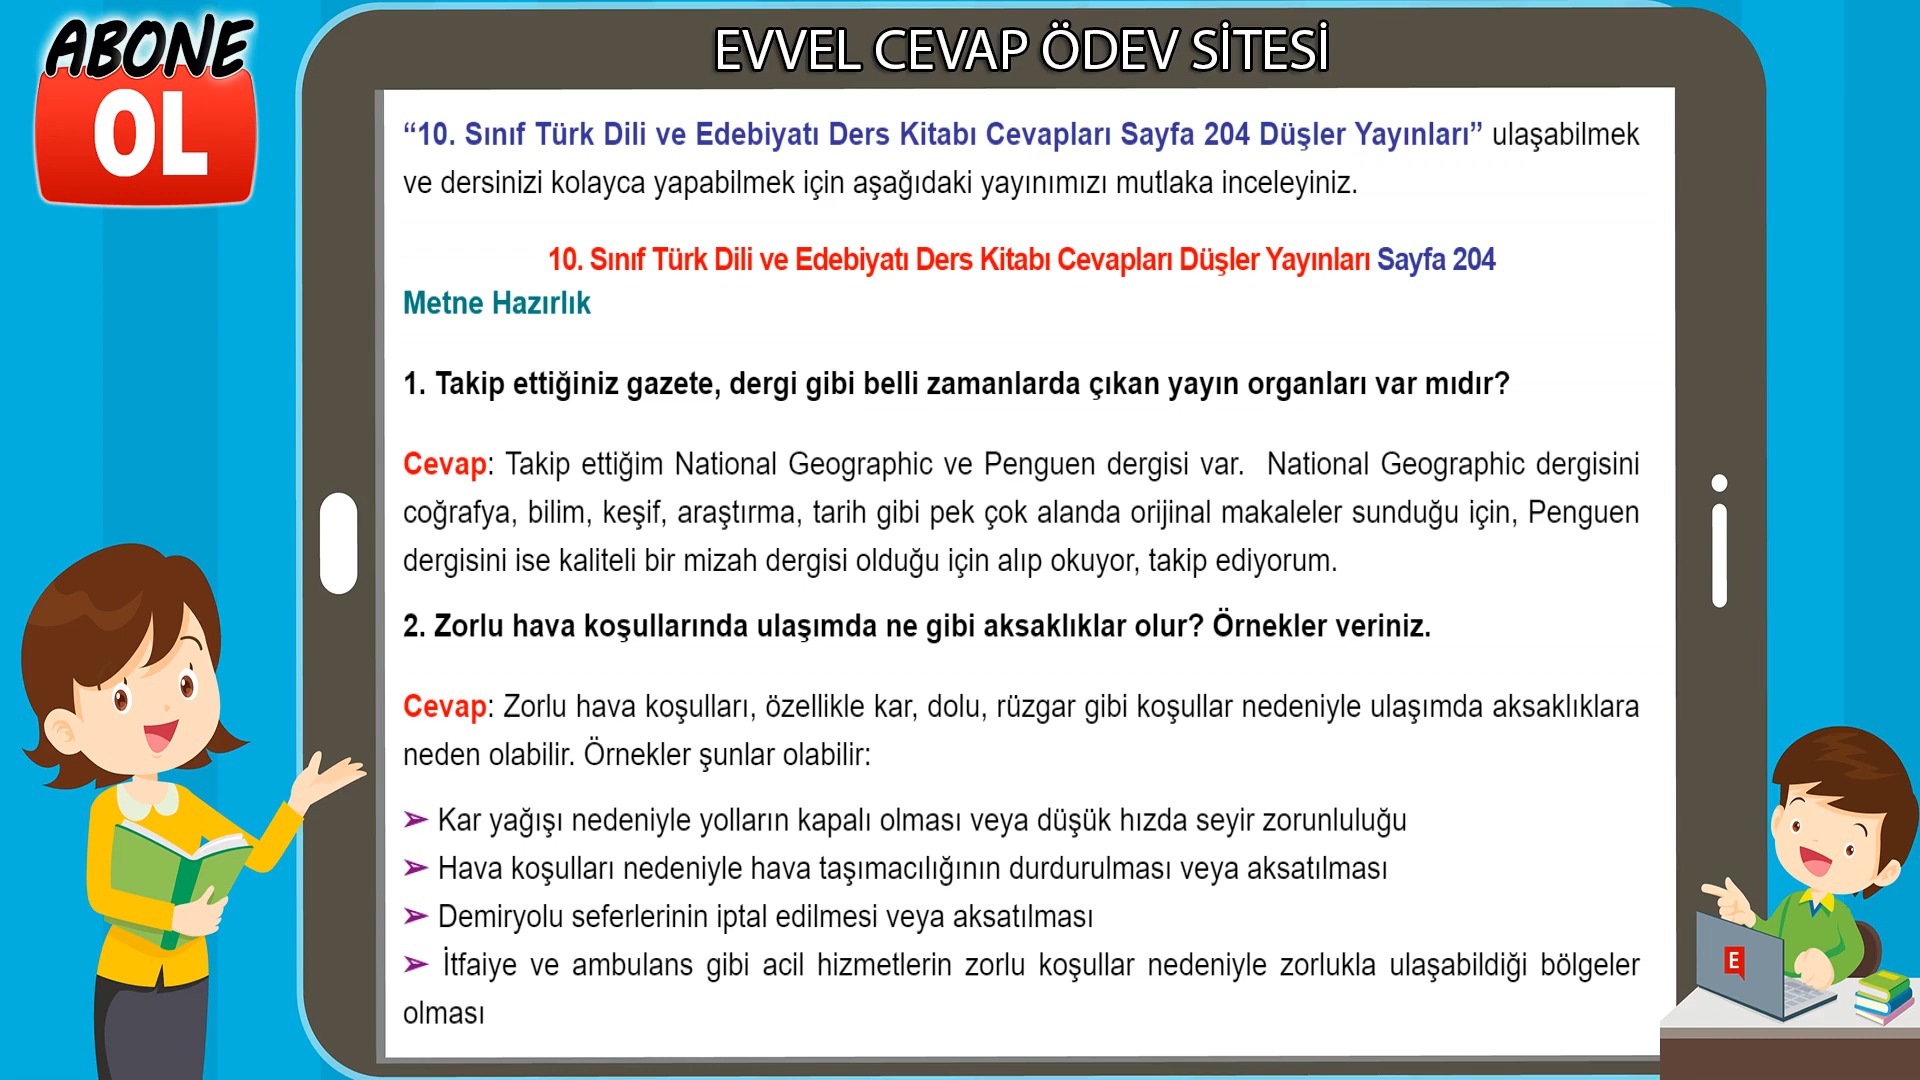 ABONE
OL
EVVEL CEVAP ÖDEV SİTESİ
“10. Sınıf Türk Dili ve Edebiyatı Ders Kitabı Cevapları Sayfa 204 Düşler Yayınları” ulaşabilmek
ve dersinizi kolayca yapabilmek için aşağıdaki yayınımızı mutlaka inceleyiniz.
10. Sınıf Türk Dili ve Edebiyatı Ders Kitabı Cevapları Düşler Yayınları Sayfa 204
Metne Hazırlık
1. Takip ettiğiniz gazete, dergi gibi belli zamanlarda çıkan yayın organları var mıdır?
Cevap: Takip ettiğim National Geographic ve Penguen dergisi var. National Geographic dergisini
coğrafya, bilim, keşif, araştırma, tarih gibi pek çok alanda orijinal makaleler sunduğu için, Penguen
dergisini ise kaliteli bir mizah dergisi olduğu için alıp okuyor, takip ediyorum.
2. Zorlu hava koşullarında ulaşımda ne gibi aksaklıklar olur? Örnekler veriniz.
Cevap: Zorlu hava koşulları, özellikle kar, dolu, rüzgar gibi koşullar nedeniyle ulaşımda aksaklıklara
neden olabilir. Örnekler şunlar olabilir:
➢ Kar yağışı nedeniyle yolların kapalı olması veya düşük hızda seyir zorunluluğu
➢ Hava koşulları nedeniyle hava taşımacılığının durdurulması veya aksatılması
➢ Demiryolu seferlerinin iptal edilmesi veya aksatılması
➢ İtfaiye ve ambulans gibi acil hizmetlerin zorlu koşullar nedeniyle zorlukla ulaşabildiği bölgeler
olması
E